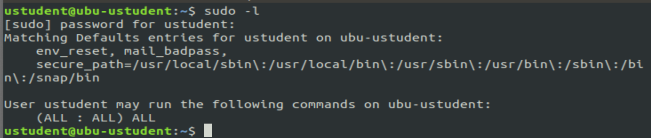 ustudent@ubu-ustudent:~$ sudo -l
[sudo] password for ustudent:
Matching Defaults entries for ustudent on ubu-ustudent:
    env_reset, mail_badpass,
    secure_path=/usr/local/sbin\:/usr/local/bin\:/usr/sbin\:/usr/bin\:/sbin\:/bi
n\:/snap/bin

User ustudent may run the following commands on ubu-ustudent:
    (ALL : ALL) ALL
ustudent@ubu-ustudent:~$